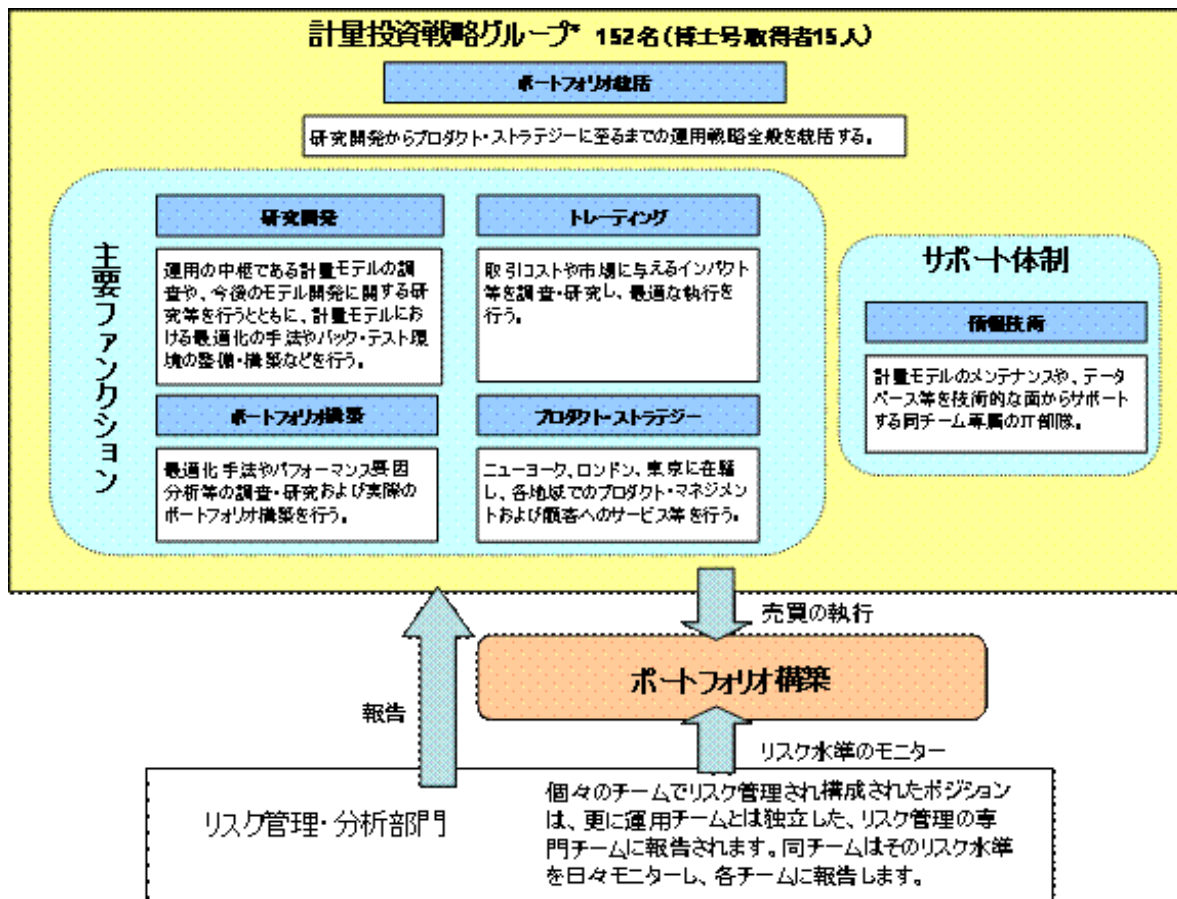 計量投資戦略グループ* 152名(博士号取得者15人)
ポートフォリオ統括
研究開発からプロダクト・ストラテジーに至るまでの運用戦略全般を統括する。
主要ファンクション
研究開発
運用の中枢である計量モデルの調
査や、今後のモデル開発に関する研
究等を行うとともに、計量モデルにお
ける最適化の手法やバック・テスト環
境の整備・構築などを行う。
トレーディング
取引コストや市場に与えるインパクト
等を調査・研究し、最適な執行を
行う。
ポートフォリオ構築
最適化手法やパフォーマンス要因
分析等の調査・研究および実際の
ポートフォリオ構築を行う。
プロダクト・ストラテジー
ニューヨーク、ロンドン、東京に在籍
し、各地域でのプロダクト・マネジメン
トおよび顧客へのサービス等を行う。
サポート体制
情報技術
計量モデルのメンテナンスや、データ
ベース等を技術的な面からサポート
する同チーム専属のIT部隊。
売買の執行
ポートフォリオ構築
報告
リスク水準のモニター
リスク管理・分析部門
個々のチームでリスク管理され構成されたポジション
は、更に運用チームとは独立した、リスク管理の専
門チームに報告されます。同チームはそのリスク水準
を日々モニターし、各チームに報告します。